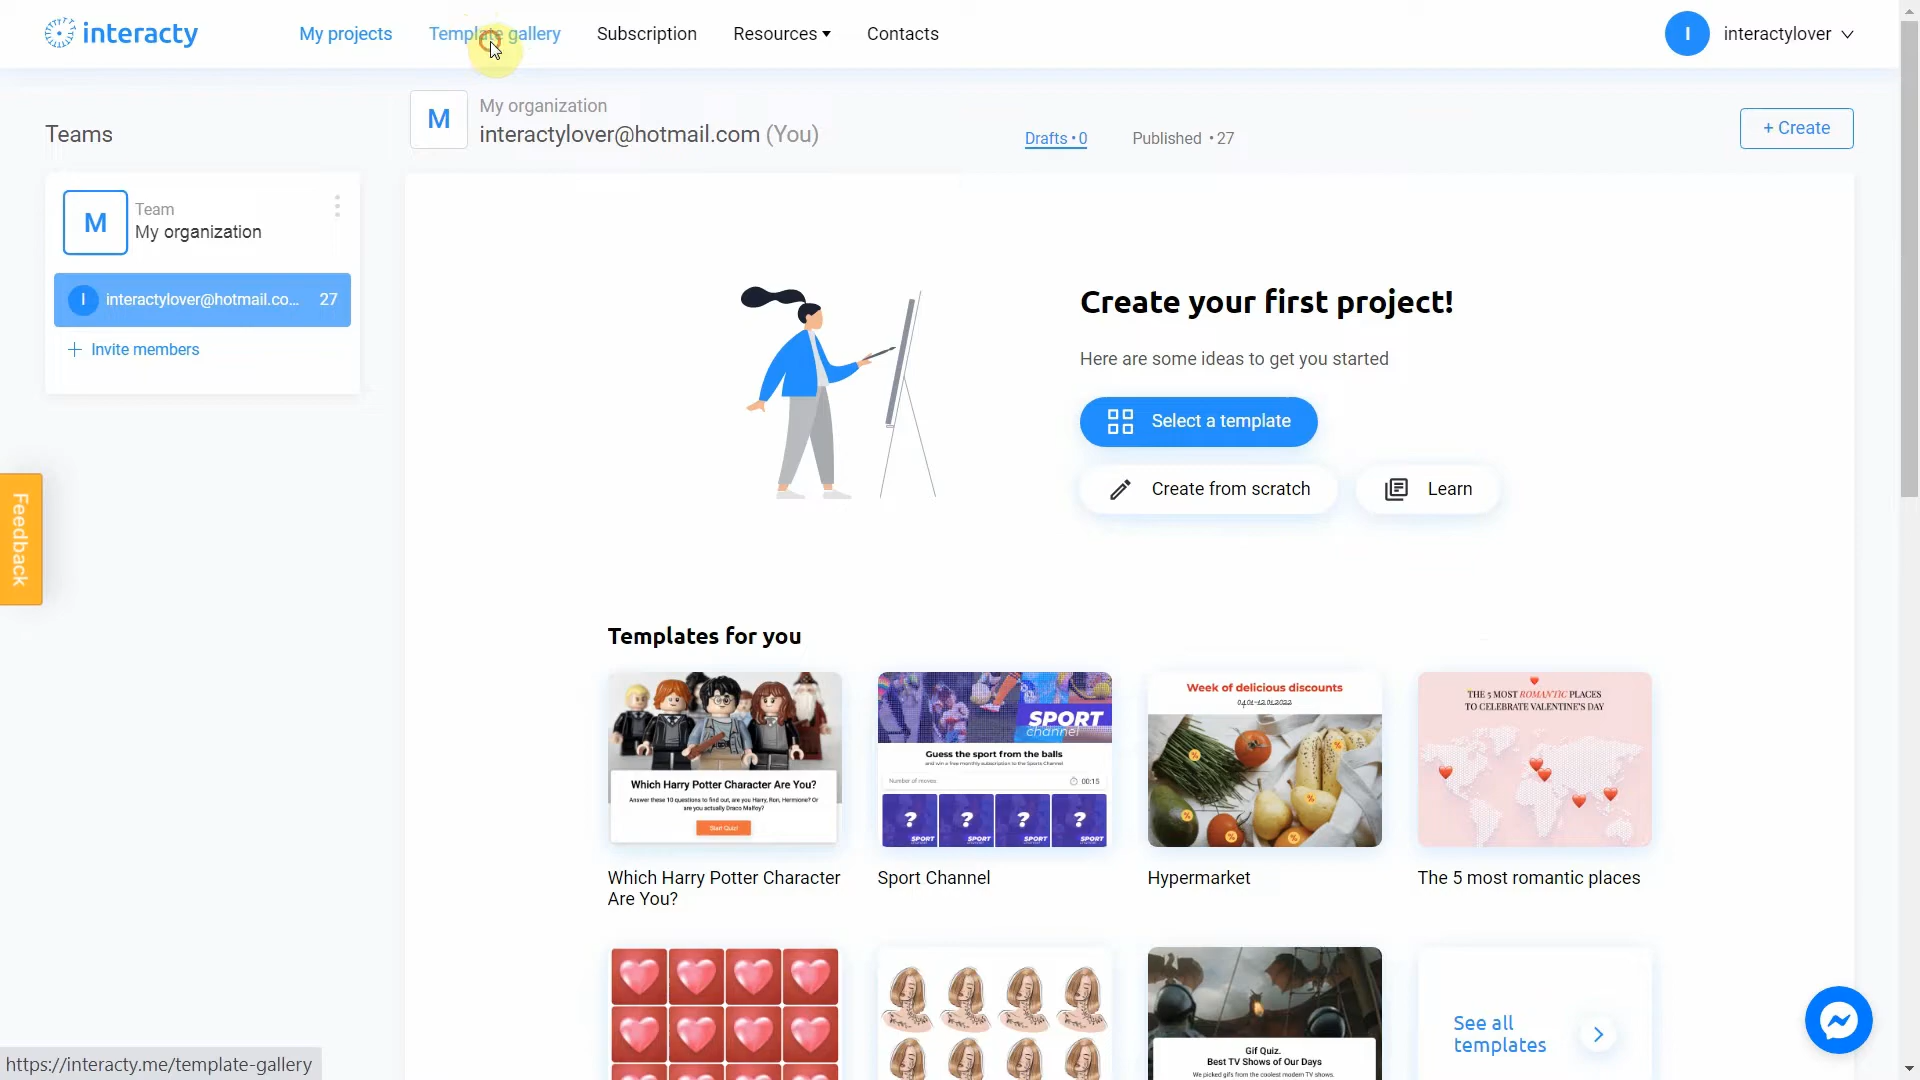 interacty
My projects
Template gallery
Subscription
Resources
Contacts
I
interactylover
Teams
M
My organization
interactylover@hotmail.com (You)
Drafts • 0
Published • 27
+ Create
M
Team
My organization
I
interactylover@hotmail.co...
27
+ Invite members
Create your first project!
Here are some ideas to get you started
Select a template
Create from scratch
Learn
Feedback
Templates for you
Which Harry Potter Character Are You?
Answer these 10 questions to find out, are you Harry, Ron, Hermione? Or
are you actually Draco Malfoy?
Start Quiz!
SPORT
channel
Guess the sport from the balls
and win a free monthly subscription to the Sports Channel
Number of moves
00:15
? ? ? ?
SPORT SPORT SPORT SPORT
Week of delicious discounts
04.01-12.01.2022
% % % % % %
THE 5 MOST ROMANTIC PLACES
TO CELEBRATE VALENTINE'S DAY
Which Harry Potter Character
Are You?
Sport Channel
Hypermarket
The 5 most romantic places
Gif Quiz.
Best TV Shows of Our Days
We picked gifs from the coolest modern TV shows.
See all
templates
https://interacty.me/template-gallery